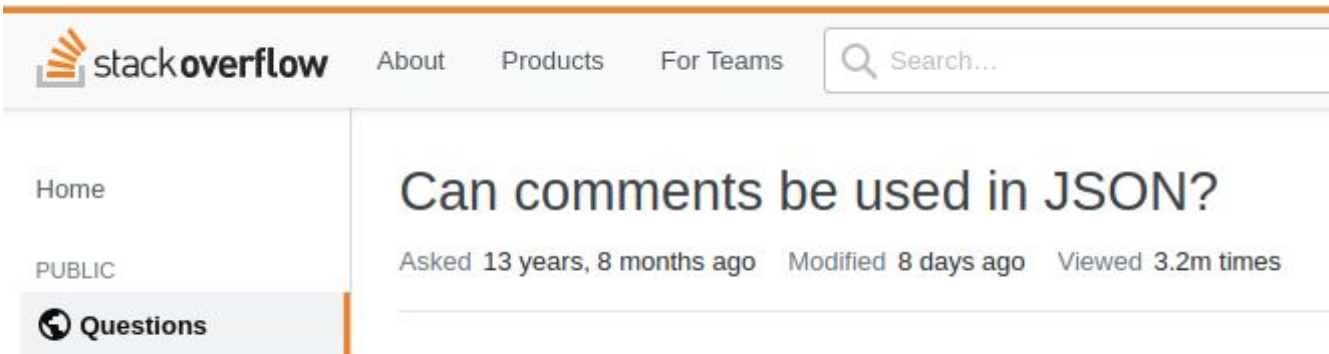 stackoverflow About Products For Teams Search...
Home
Can comments be used in JSON?
Asked 13 years, 8 months ago Modified 8 days ago Viewed 3.2m times
PUBLIC
Questions